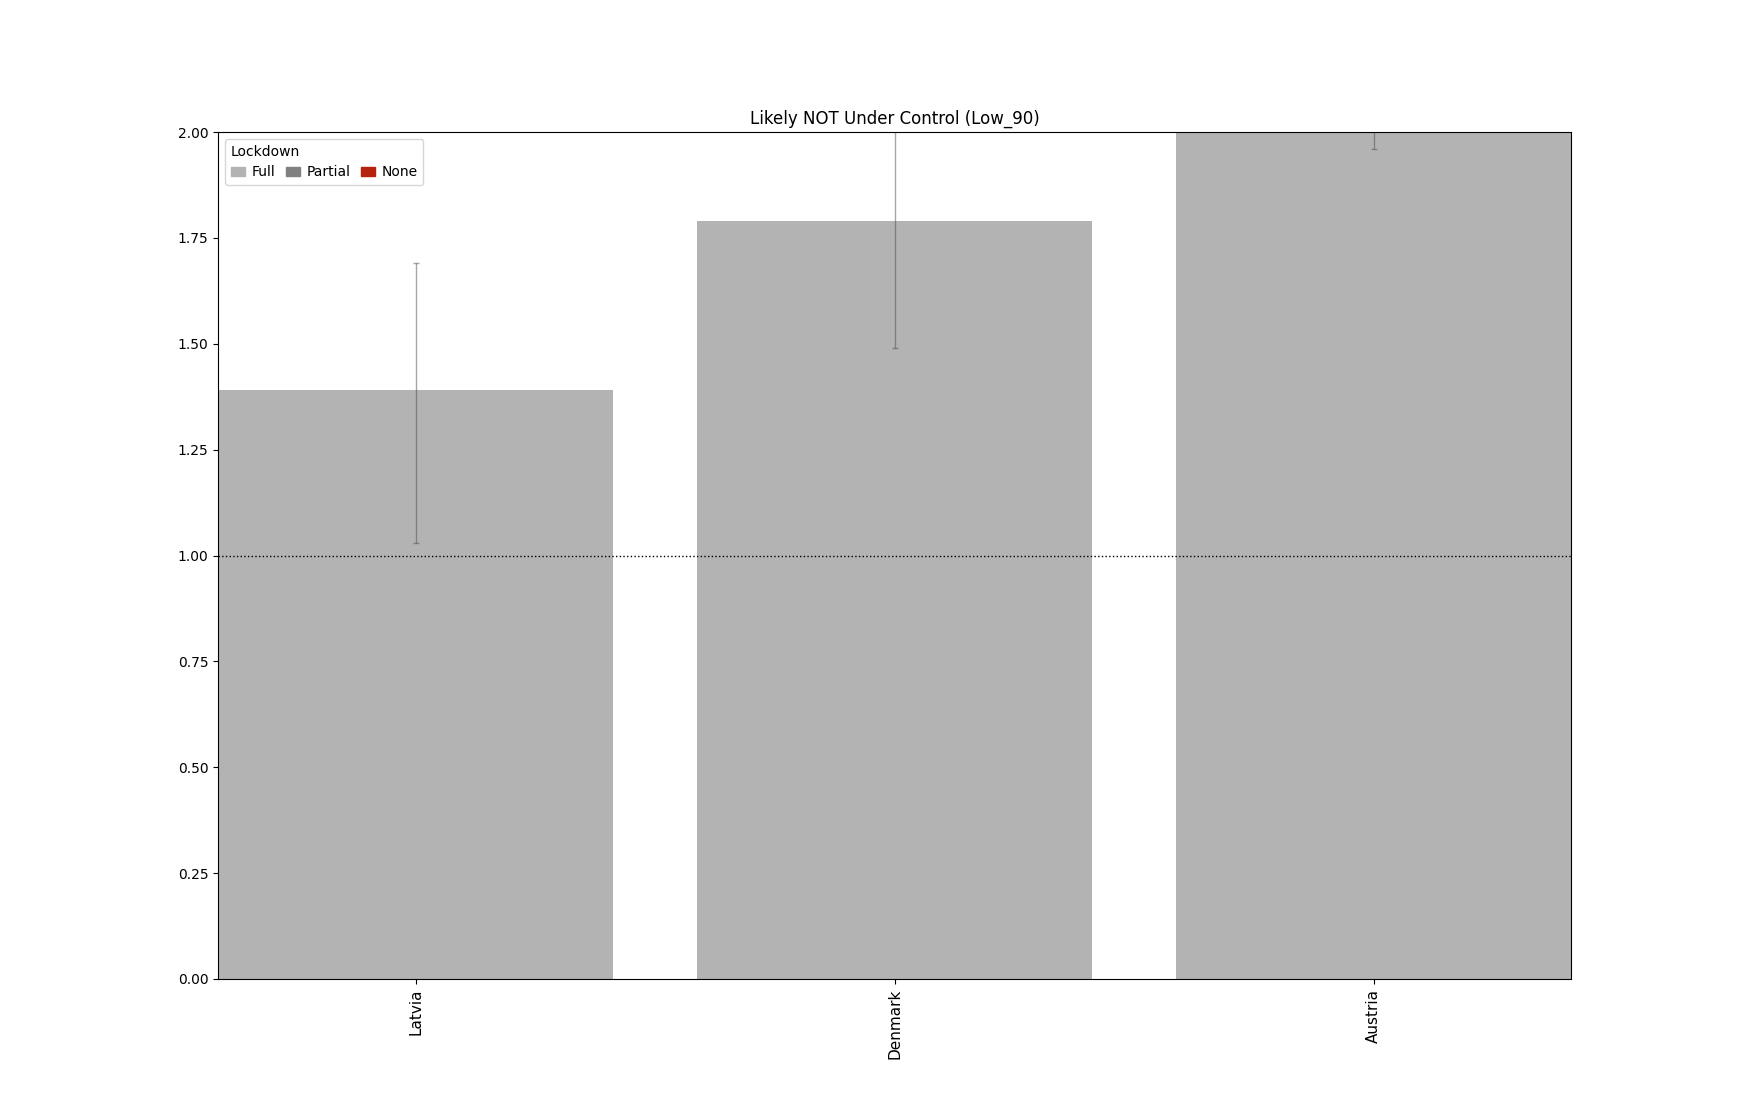 Likely NOT Under Control (Low_90)
Lockdown
Full Partial None
2.00
1.75
1.50
1.25
1.00
0.75
0.50
0.25
0.00
Latvia
Denmark
Austria